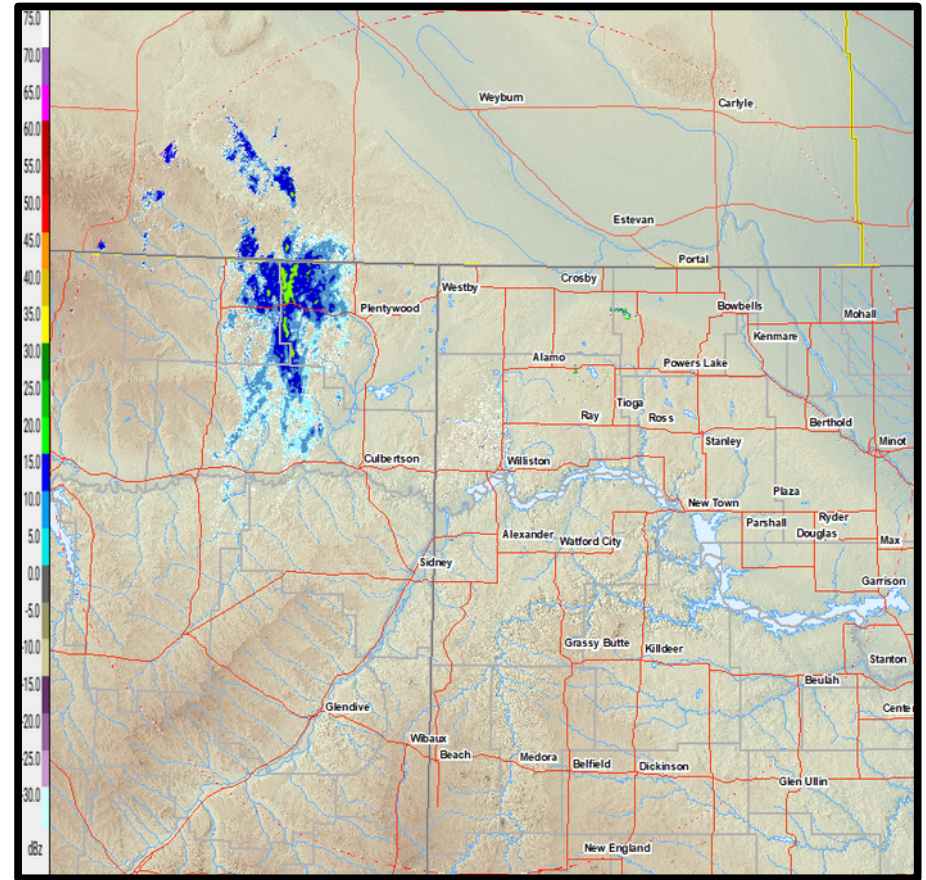 75.0
70.0
65.0
60.0
55.0
50.0
45.0
40.0
35.0
30.0
25.0
20.0
15.0
10.0
5.0
0.0
-5.0
-10.0
-15.0
-20.0
-25.0
-30.0
dBz
Weyburn
Carlyle
Estevan
Portal
Crosby
Westby
Plentywood
Bowbells
Mohall
Kenmare
Alamo
Powers Lake
Tioga
Ray
Ross
Berthold
Stanley
Minot
Culbertson
Williston
Plaza
New Town
Parshall
Ryder
Douglas
Alexander
Watford City
Max
Sidney
Garrison
Grassy Butte
Killdeer
Stanton
Beulah
Center
Glendive
Wibaux
Beach
Medora
Belfield
Dickinson
Glen Ullin
New England